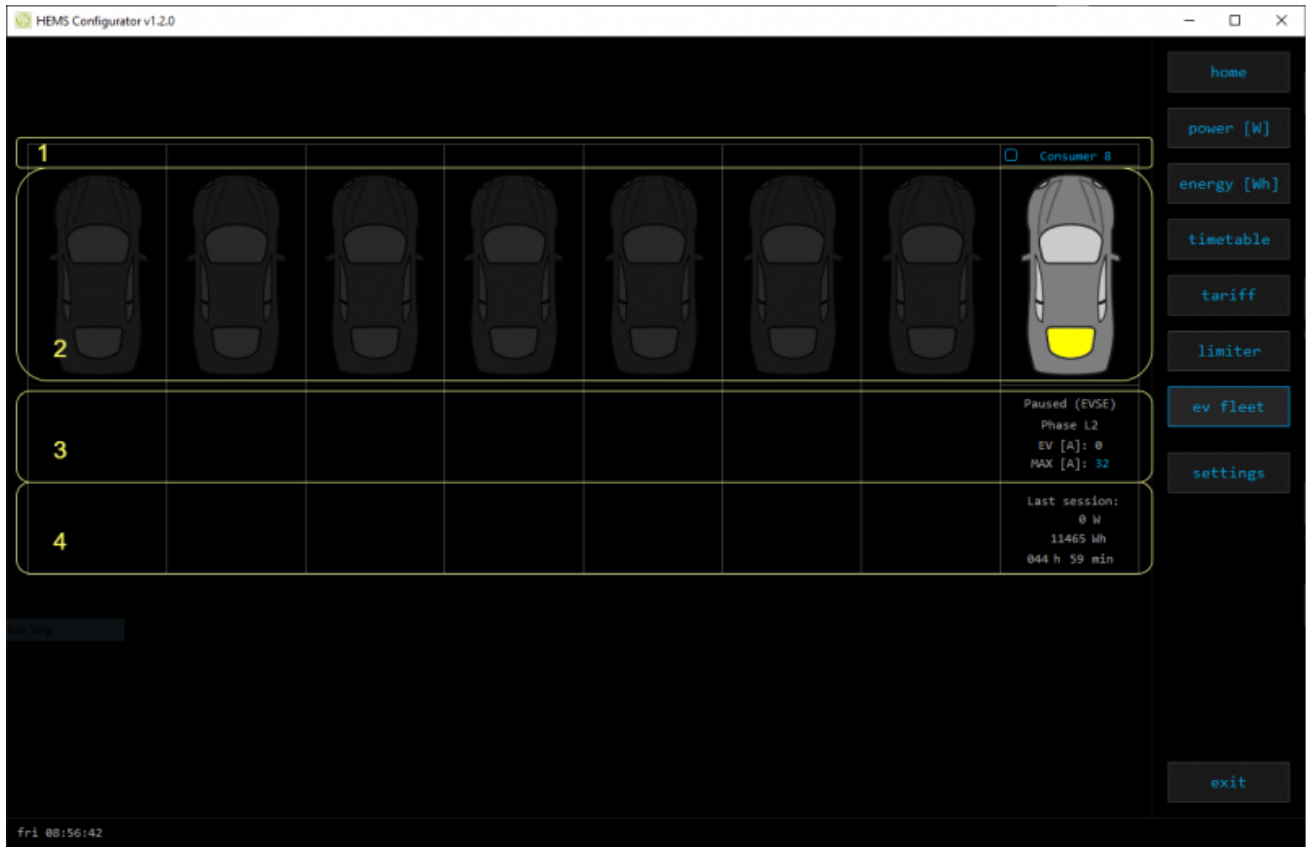 HEMS Configurator v1.2.0
home
power [W]
energy [Wh]
timetable
tariff
limiter
ev fleet
settings
exit
1
Consumer 8
2
3
Paused (EVSE)
Phase L2
EV [A]: 0
MAX [A]: 32
4
Last session:
0 W
11465 Wh
044 h 59 min
Snip
fri 08:56:42